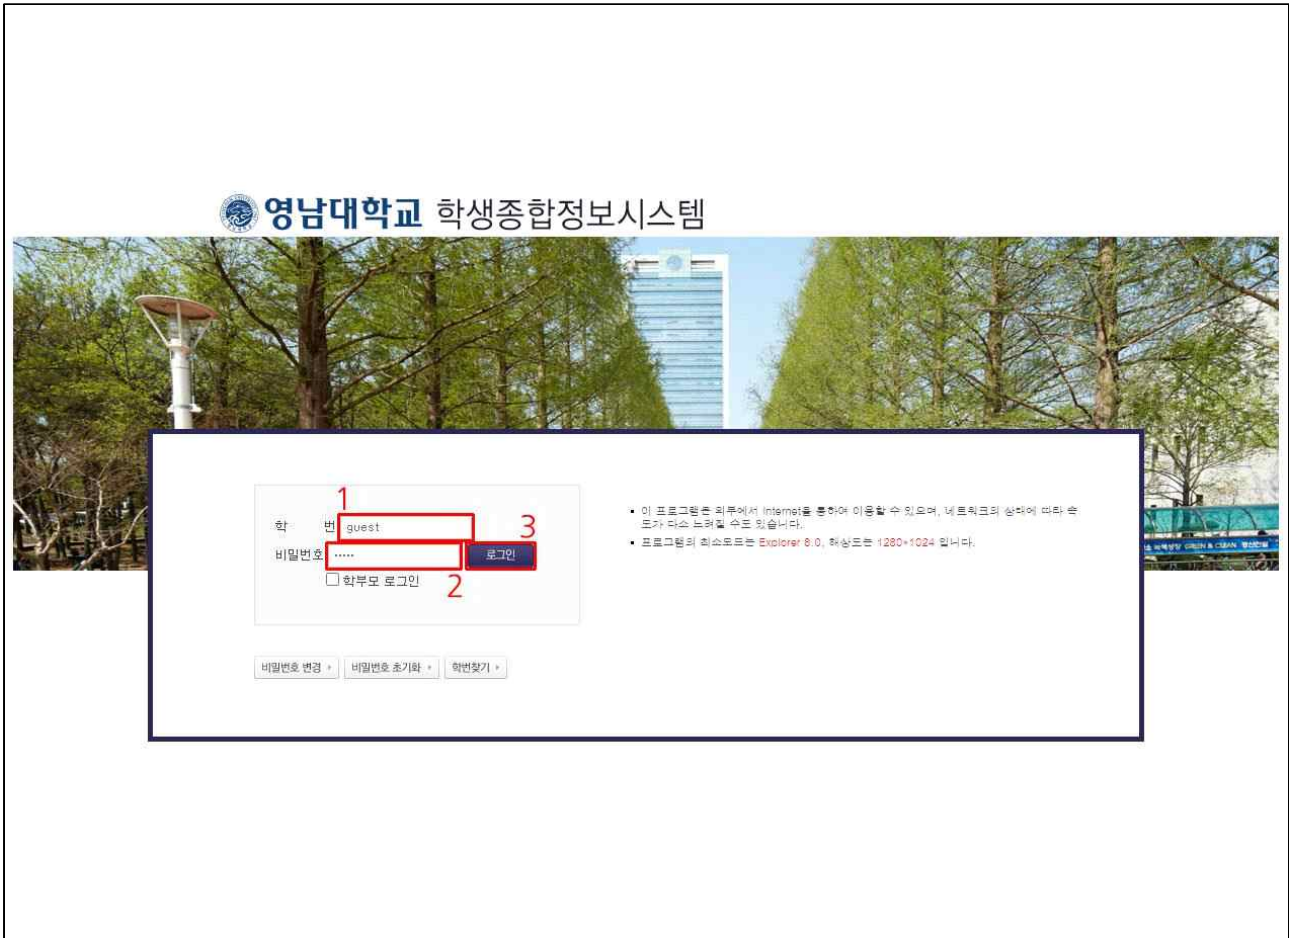 영남대학교 학생종합정보시스템
1
학 번 guest
3
비밀번호 ..... 로그인
학부모 로그인
2
비밀번호 변경
비밀번호 초기화
학번찾기
이 프로그램은 외부에서 Internet을 통하여 이용할 수 있으며, 네트워크의 상태에 따라 속
도가 다소 느려질 수도 있습니다.
프로그램의 최소모드는 Explorer 8.0, 해상도는 1280*1024 입니다.
GREEN & CLEAN